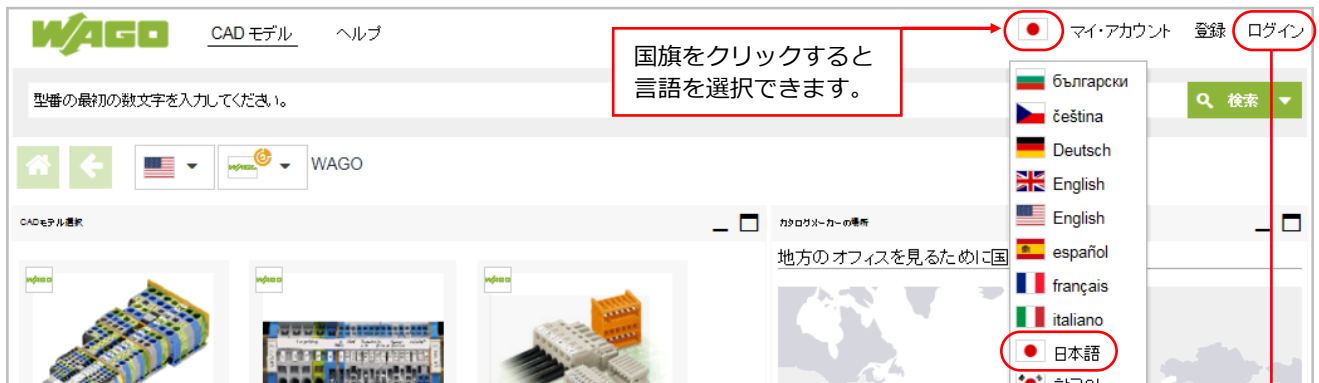 WAGO
CAD モデル ヘルプ
マイ・アカウント 登録 ログイン
国旗をクリックすると
言語を選択できます。
型番の最初の数文字を入力してください。
検索
WAGO
CADモデル選択
カタログメーカーの場所
地方のオフィスを見るために国
WAGO
WAGO
WAGO
български
čeština
Deutsch
English
English
español
français
italiano
日本語